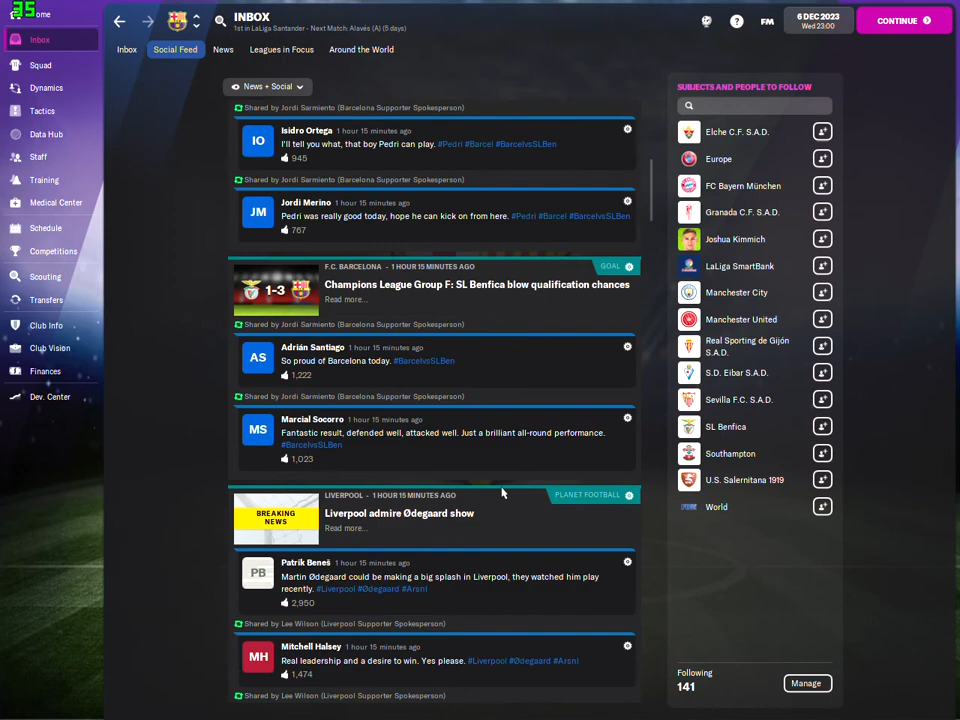 35
ome
INBOX
1st in LaLiga Santander - Next Match: Alavés (A) (5 days)
?
FM
6 DEC 2023
Wed 23:00
CONTINUE
Inbox
Inbox
Social Feed
News
Leagues in Focus
Around the World
Squad
Dynamics
Tactics
Data Hub
Staff
Training
Medical Center
Schedule
Competitions
Scouting
Transfers
Club Info
Club Vision
Finances
Dev. Center
News + Social
Shared by Jordi Sarmiento (Barcelona Supporter Spokesperson)
IO
Isidro Ortega 1 hour 15 minutes ago
I'll tell you what, that boy Pedri can play. #Pedri #Barcel #BarcelvsSLBen
945
Shared by Jordi Sarmiento (Barcelona Supporter Spokesperson)
JM
Jordi Merino 1 hour 15 minutes ago
Pedri was really good today, hope he can kick on from here. #Pedri #Barcel #BarcelvsSLBen
767
F.C. BARCELONA - 1 HOUR 15 MINUTES AGO
GOAL
1-3
Champions League Group F: SL Benfica blow qualification chances
Read more...
Shared by Jordi Sarmiento (Barcelona Supporter Spokesperson)
AS
Adrián Santiago 1 hour 15 minutes ago
So proud of Barcelona today. #BarcelvsSLBen
1,222
Shared by Jordi Sarmiento (Barcelona Supporter Spokesperson)
MS
Marcial Socorro 1 hour 15 minutes ago
Fantastic result, defended well, attacked well. Just a brilliant all-round performance.
#BarcelvsSLBen
1,023
LIVERPOOL - 1 HOUR 15 MINUTES AGO
PLANET FOOTBALL
BREAKING
NEWS
Liverpool admire Ødegaard show
Read more...
PB
Patrik Beneš 1 hour 15 minutes ago
Martin Ødegaard could be making a big splash in Liverpool, they watched him play
recently. #Liverpool #Ødegaard #Arsnl
2,950
Shared by Lee Wilson (Liverpool Supporter Spokesperson)
MH
Mitchell Halsey 1 hour 15 minutes ago
Real leadership and a desire to win. Yes please. #Liverpool #Ødegaard #Arsnl
1,474
Shared by Lee Wilson (Liverpool Supporter Spokesperson)
SUBJECTS AND PEOPLE TO FOLLOW
Elche C.F. S.A.D.
Europe
FC Bayern München
Granada C.F. S.A.D.
Joshua Kimmich
LaLiga SmartBank
Manchester City
Manchester United
Real Sporting de Gijón
S.A.D.
S.D. Eibar S.A.D.
Sevilla F.C. S.A.D.
SL Benfica
Southampton
U.S. Salernitana 1919
World
Following
141
Manage